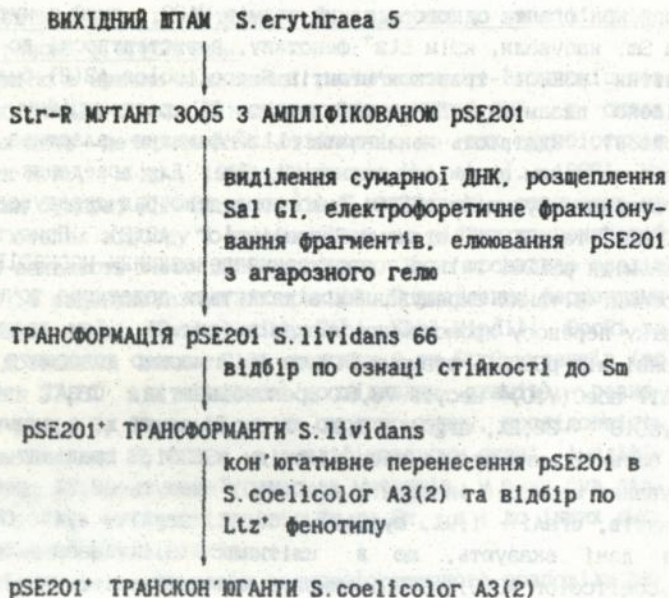 ВИХІДНИЙ ШТАМ S.erythraea 5
Str-R МУТАНТ 3005 З АМПЛІФІКОВАНОЮ pSE201
виділення сумарної ДНК, розщеплення
Sal GI, електрофоретичне фракціону-
вання фрагментів, елюювання pSE201
з агарозного гелю
ТРАНСФОРМАЦІЯ pSE201 S.lividans 66
відбір по ознаці стійкості до Sm
pSE201⁺ ТРАНСФОРМАНТИ S.lividans
кон'югативне перенесення pSE201 в
S.coelicolor A3(2) та відбір по
Ltz⁺ фенотипу
pSE201⁺ ТРАНСКОН'ЮГАНТИ S.coelicolor A3(2)